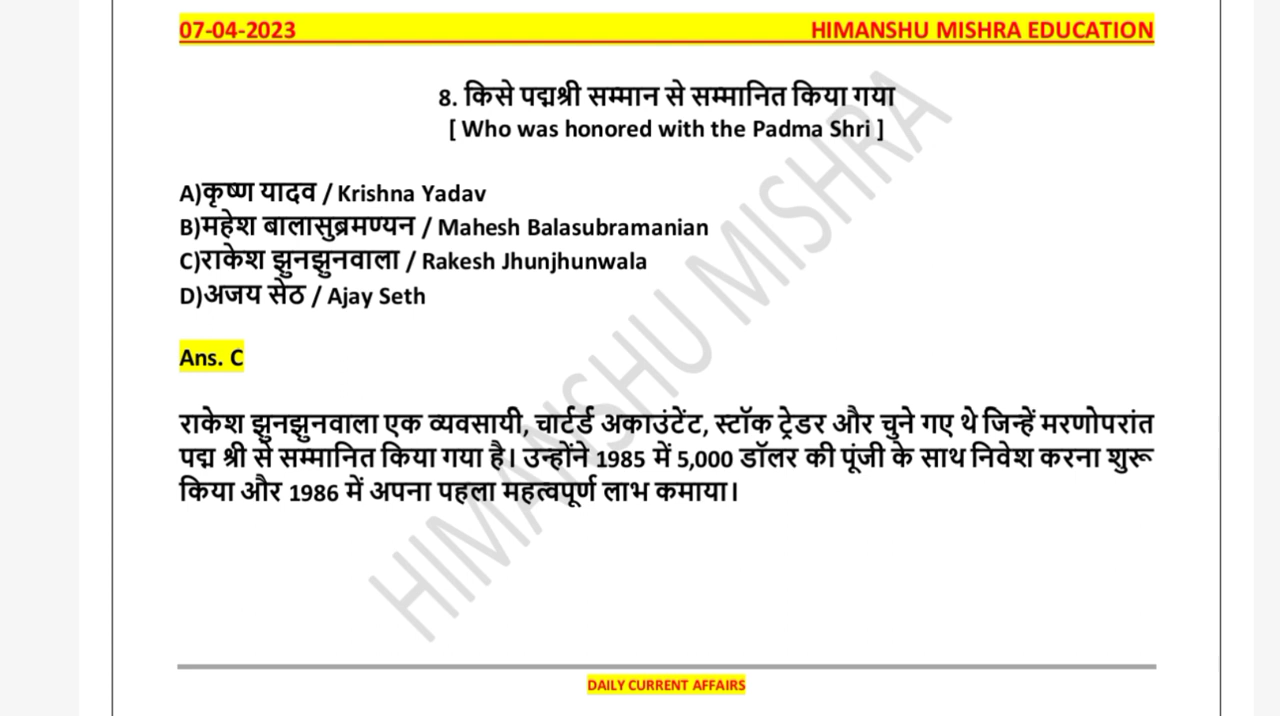 07-04-2023 HIMANSHU MISHRA EDUCATION
8. किसे पद्मश्री सम्मान से सम्मानित किया गया
[ Who was honored with the Padma Shri ]
A)कृष्ण यादव / Krishna Yadav
B)महेश बालासुब्रमण्यन / Mahesh Balasubramanian
C)राकेश झुनझुनवाला / Rakesh Jhunjhunwala
D)अजय सेठ / Ajay Seth
Ans. C
राकेश झुनझुनवाला एक व्यवसायी, चार्टर्ड अकाउंटेंट, स्टॉक ट्रेडर और चुने गए थे जिन्हें मरणोपरांत
पद्म श्री से सम्मानित किया गया है। उन्होंने 1985 में 5,000 डॉलर की पूंजी के साथ निवेश करना शुरू
किया और 1986 में अपना पहला महत्वपूर्ण लाभ कमाया।
HIMANSHU MISHRA
DAILY CURRENT AFFAIRS